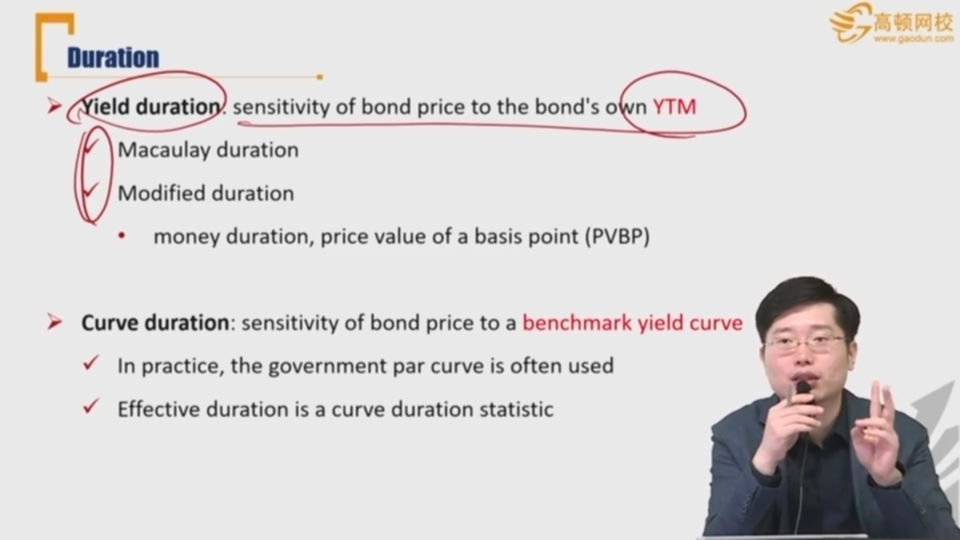 高顿网校
www.gaodun.com
Duration
Yield duration: sensitivity of bond price to the bond's own YTM
Macaulay duration
Modified duration
money duration, price value of a basis point (PVBP)
Curve duration: sensitivity of bond price to a benchmark yield curve
In practice, the government par curve is often used
Effective duration is a curve duration statistic